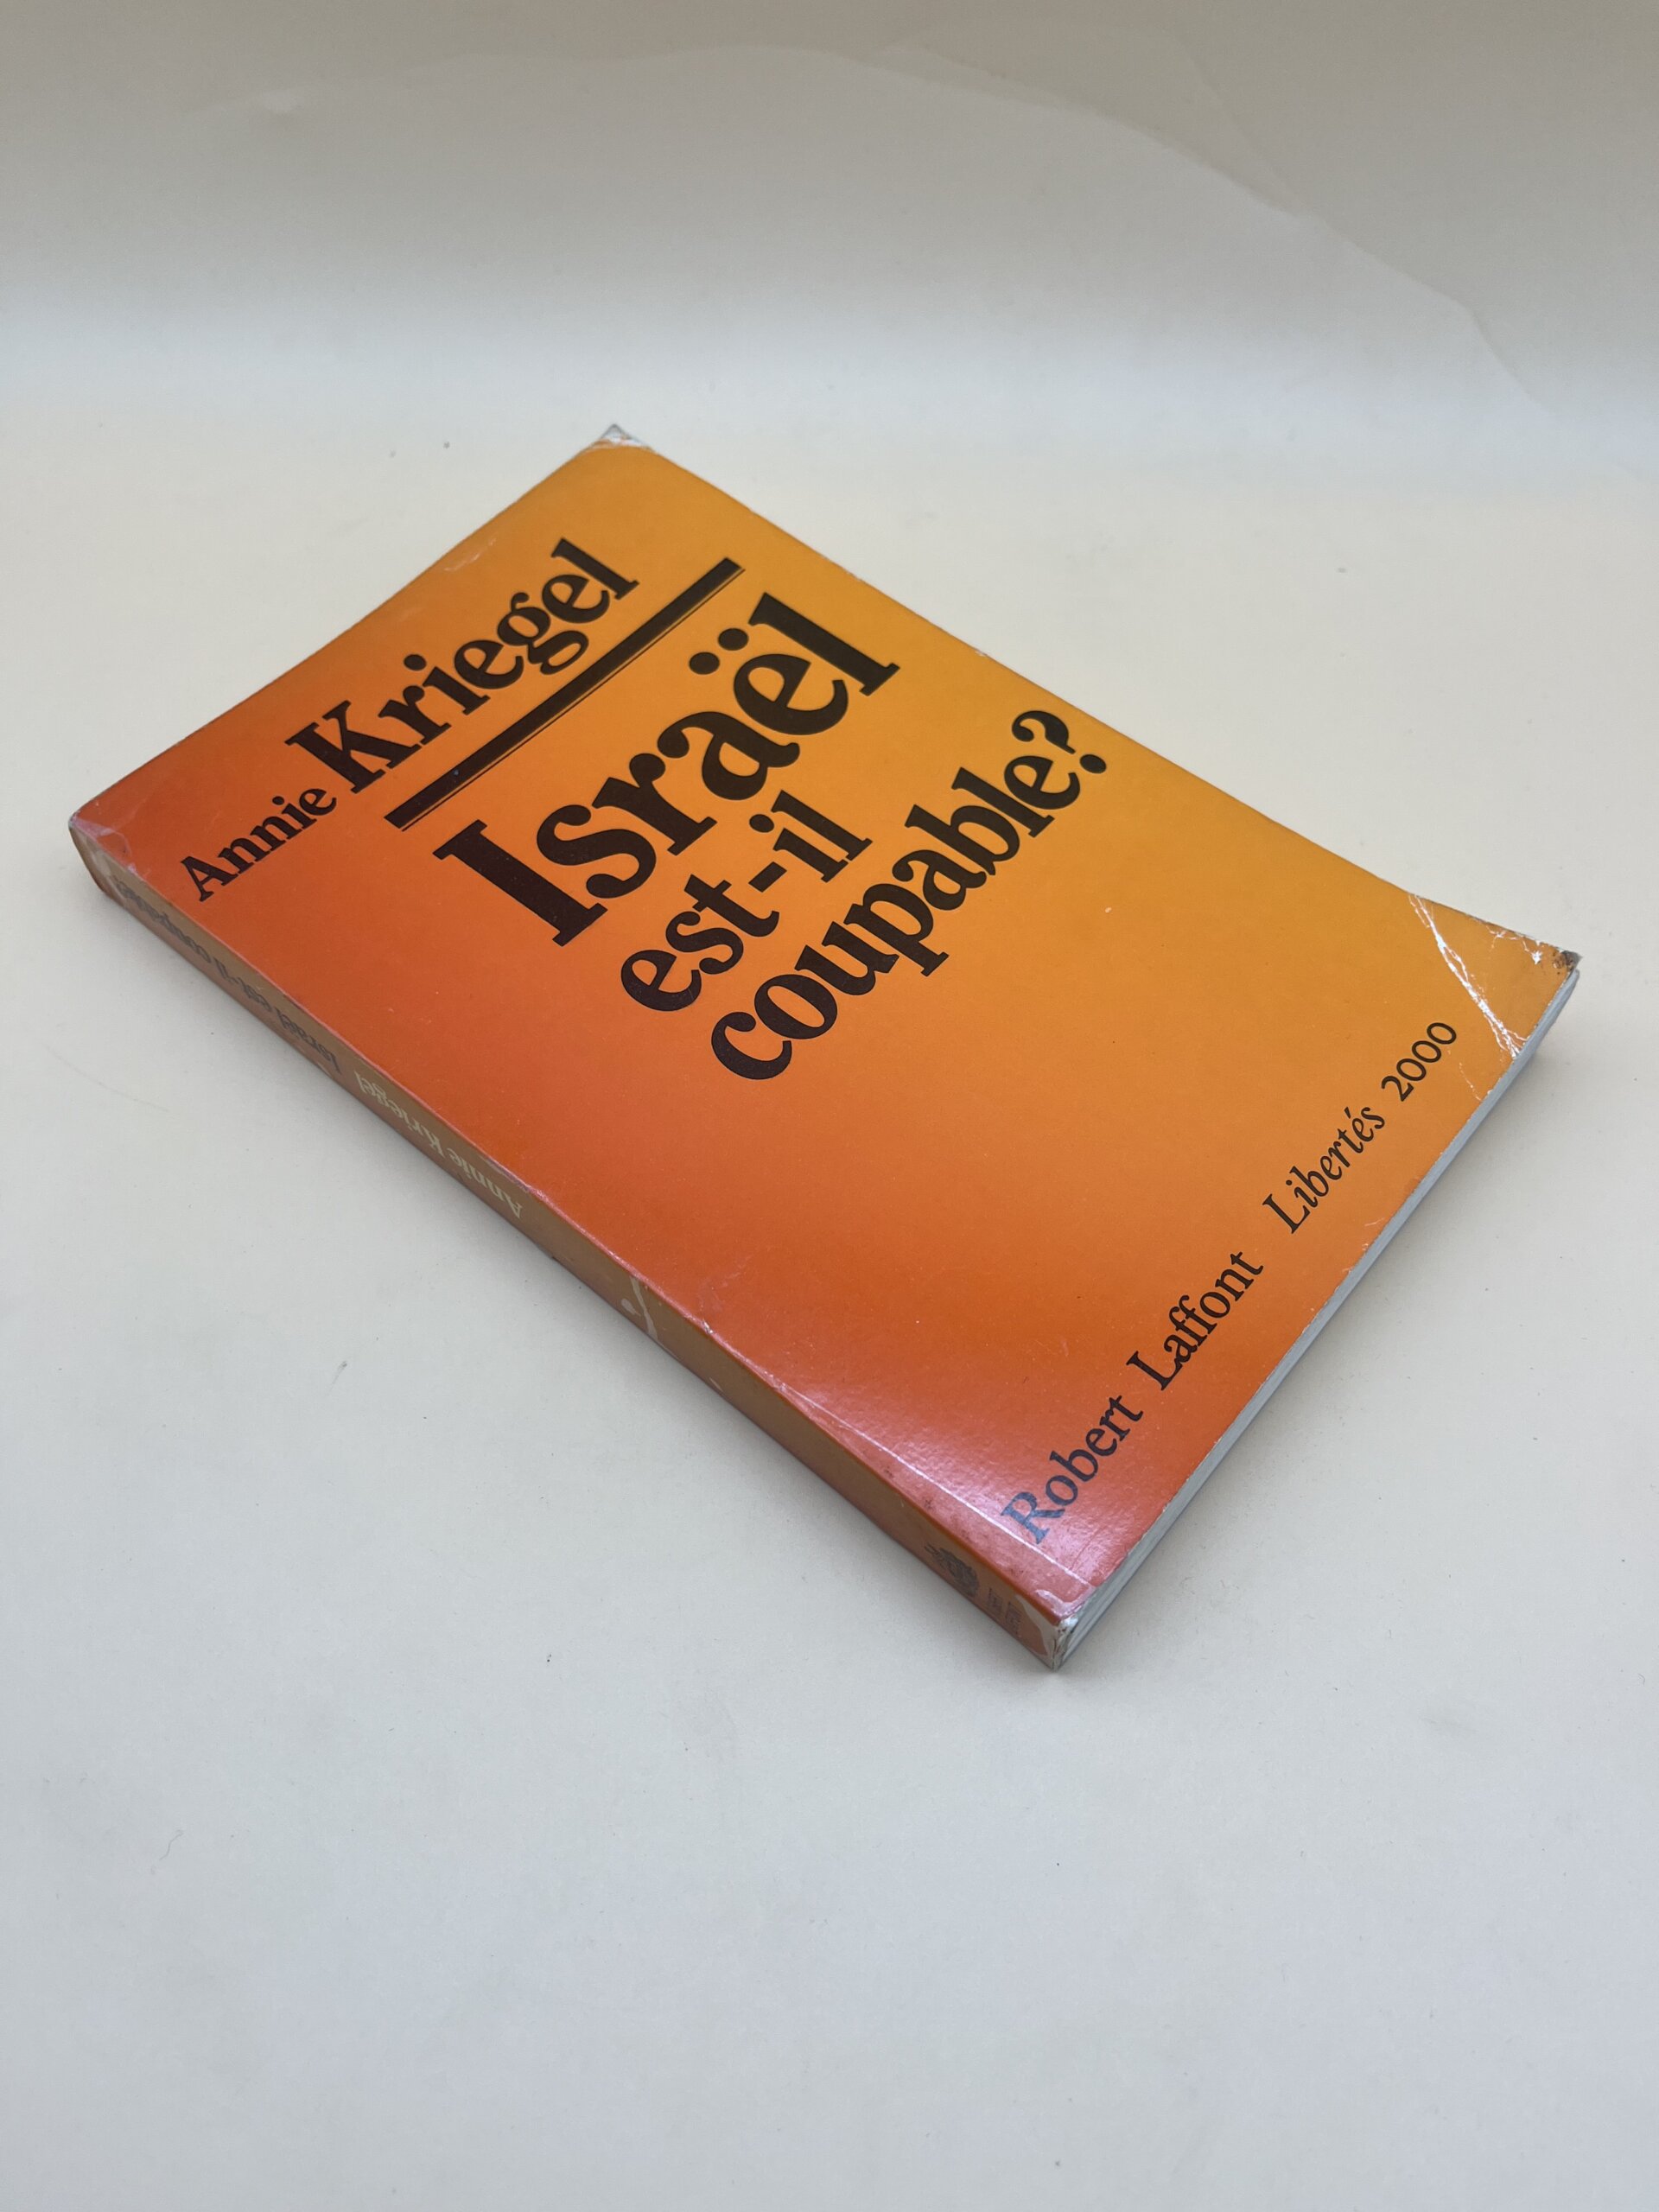 Annie Kriegel
Israël
est-il
coupable?
Robert Laffont Libertés 2000
Annie Kriegel Israël est-il coupable?